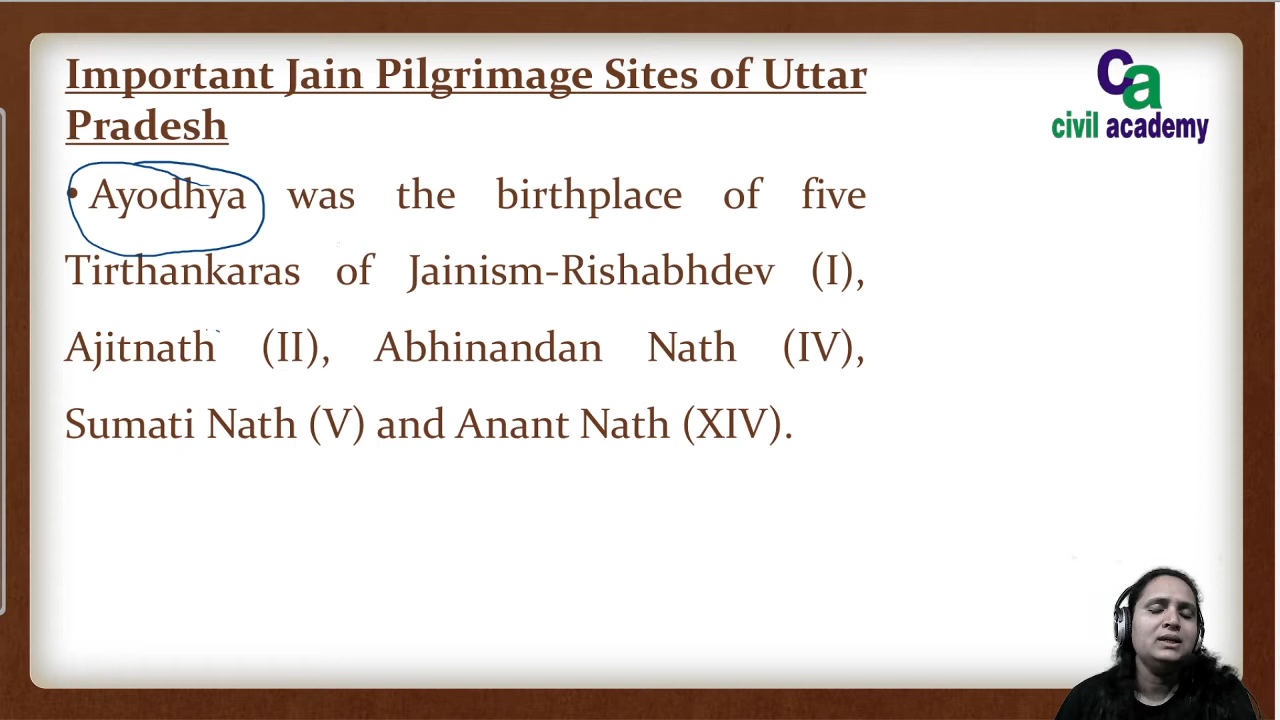 Important Jain Pilgrimage Sites of Uttar
Pradesh
• Ayodhya was the birthplace of five
Tirthankaras of Jainism-Rishabhdev (I),
Ajitnath (II), Abhinandan Nath (IV),
Sumati Nath (V) and Anant Nath (XIV).
ca
civil academy